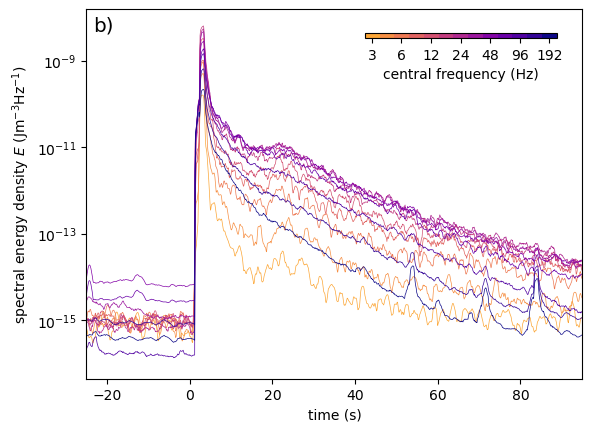 b)
3 6 12 24 48 96 192
central frequency (Hz)
spectral energy density E (Jm⁻³Hz⁻¹)
10⁻⁹
10⁻¹¹
10⁻¹³
10⁻¹⁵
−20 0 20 40 60 80
time (s)